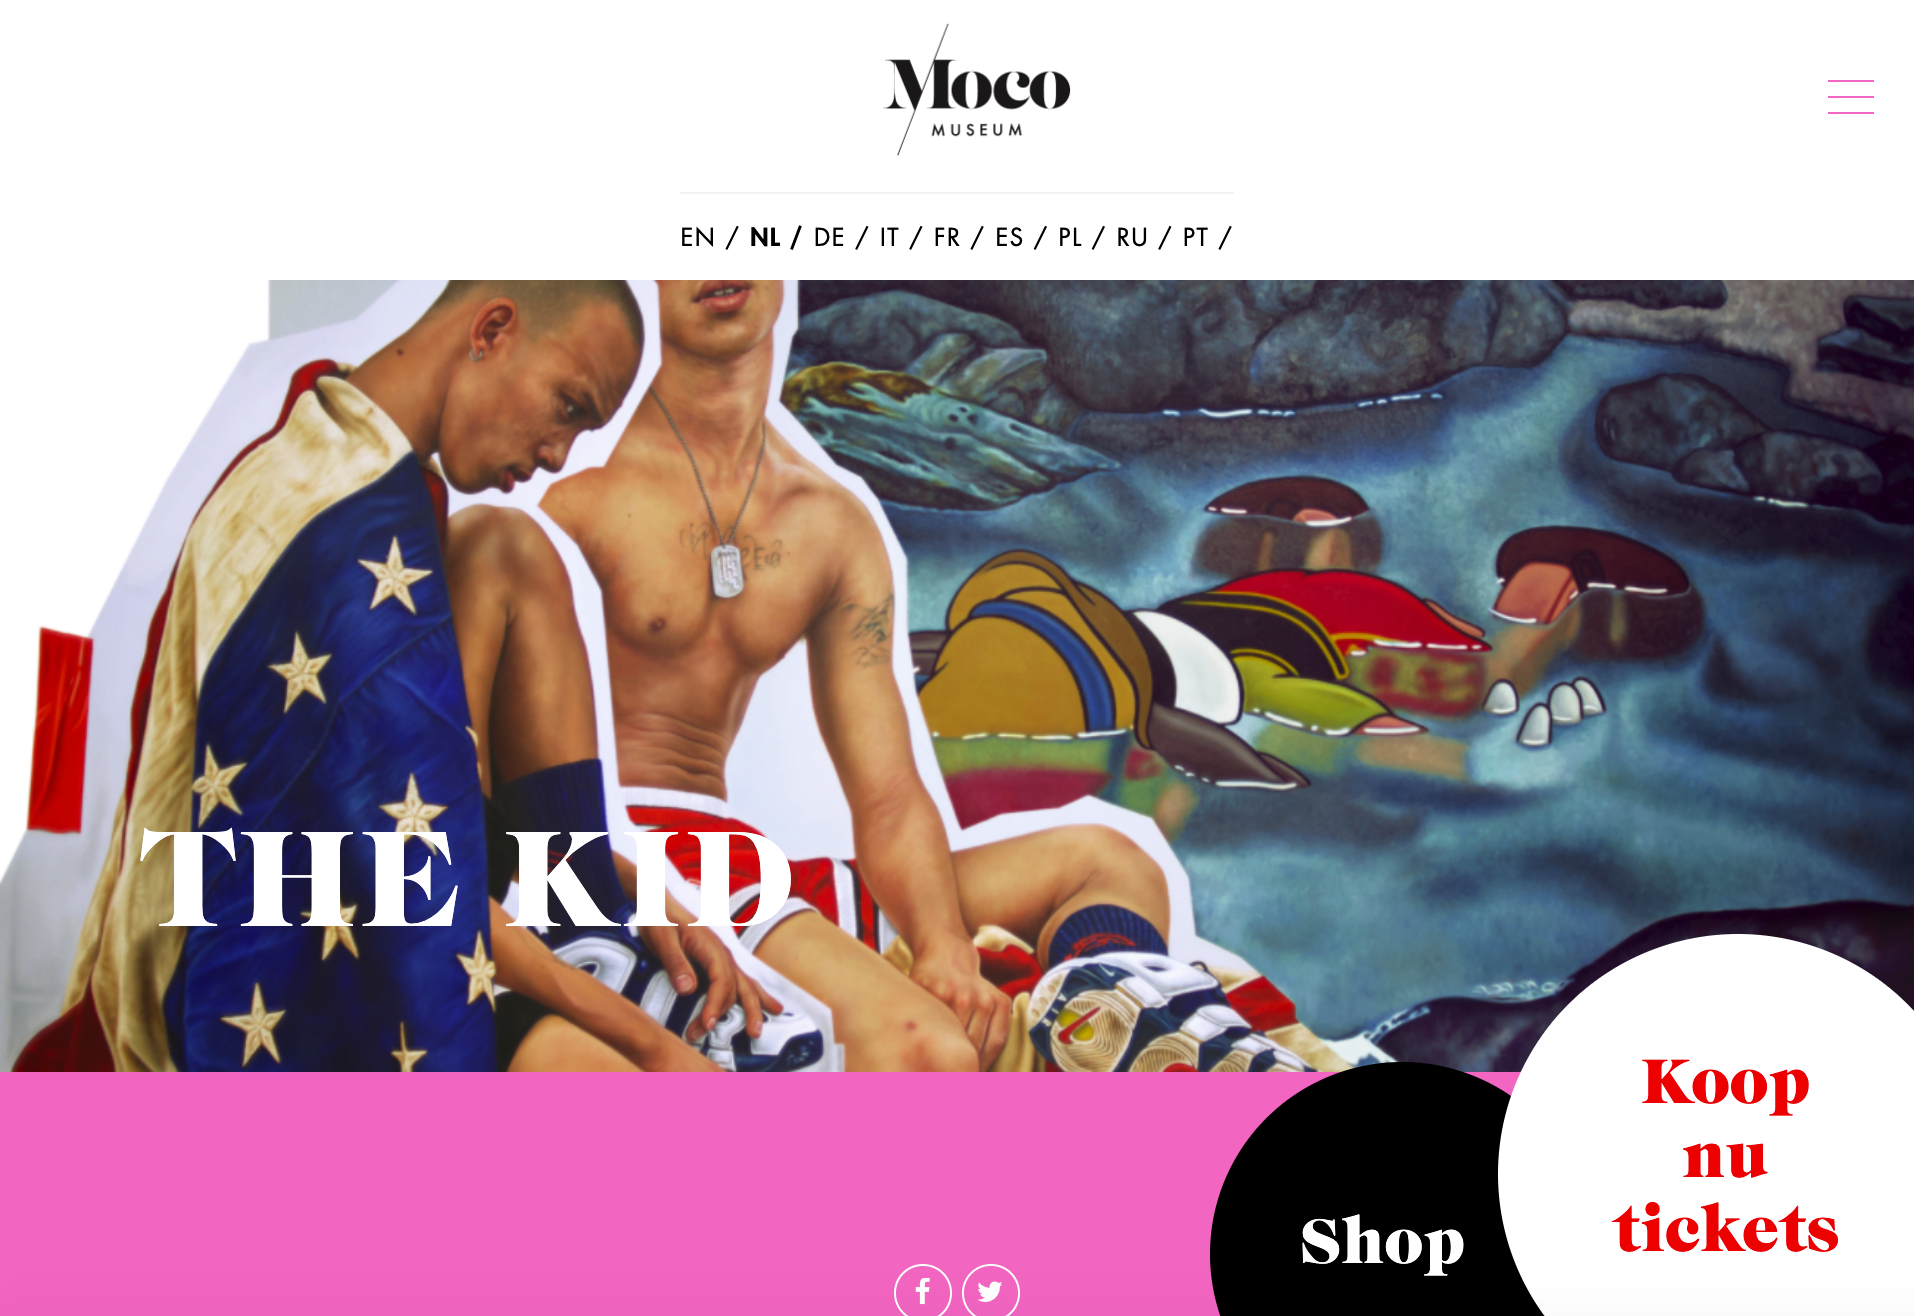 Moco
MUSEUM
EN / NL / DE / IT / FR / ES / PL / RU / PT /
THE KID
Koop
nu
tickets
Shop